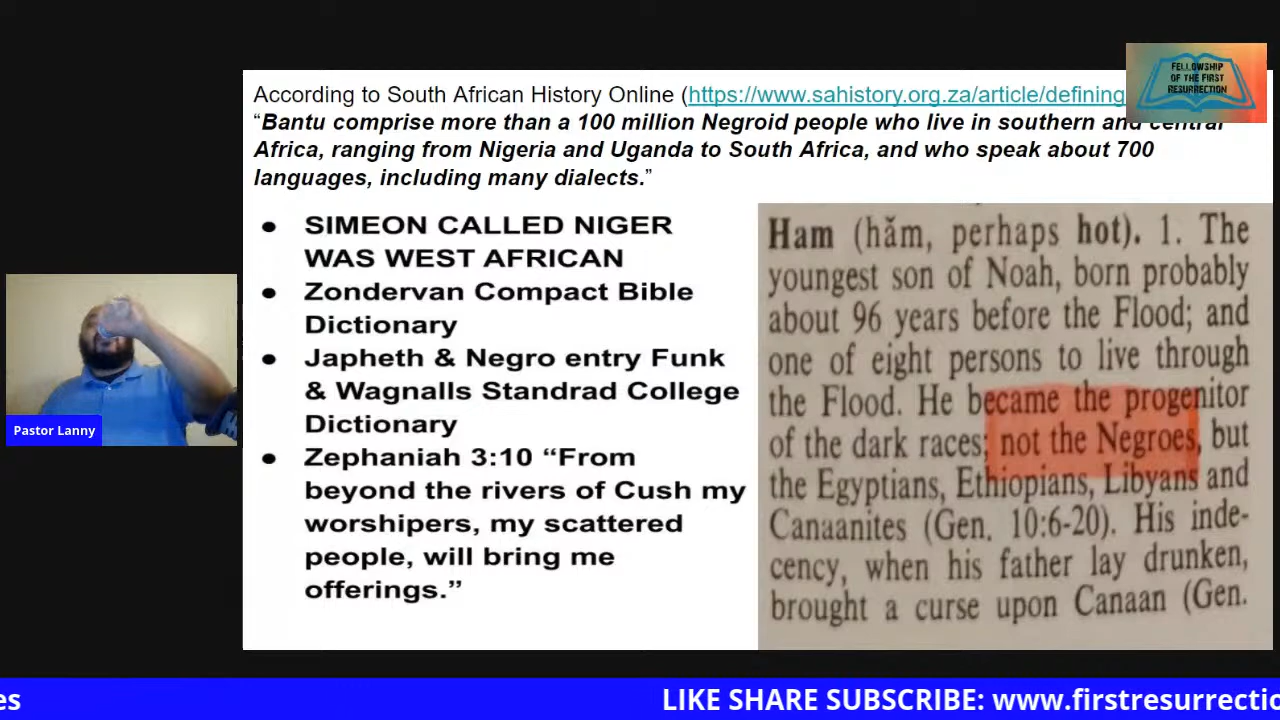 According to South African History Online (https://www.sahistory.org.za/article/defining
“Bantu comprise more than a 100 million Negroid people who live in southern and central
Africa, ranging from Nigeria and Uganda to South Africa, and who speak about 700
languages, including many dialects.”
FELLOWSHIP
OF THE FIRST
RESURRECTION
● SIMEON CALLED NIGER
WAS WEST AFRICAN
● Zondervan Compact Bible
Dictionary
● Japheth & Negro entry Funk
& Wagnalls Standrad College
Dictionary
● Zephaniah 3:10 “From
beyond the rivers of Cush my
worshipers, my scattered
people, will bring me
offerings.”
Ham (hăm, perhaps hot). 1. The
youngest son of Noah, born probably
about 96 years before the Flood; and
one of eight persons to live through
the Flood. He became the progenitor
of the dark races; not the Negroes, but
the Egyptians, Ethiopians, Libyans and
Canaanites (Gen. 10:6-20). His inde-
cency, when his father lay drunken,
brought a curse upon Canaan (Gen.
Pastor Lanny
es LIKE SHARE SUBSCRIBE: www.firstresurrectio